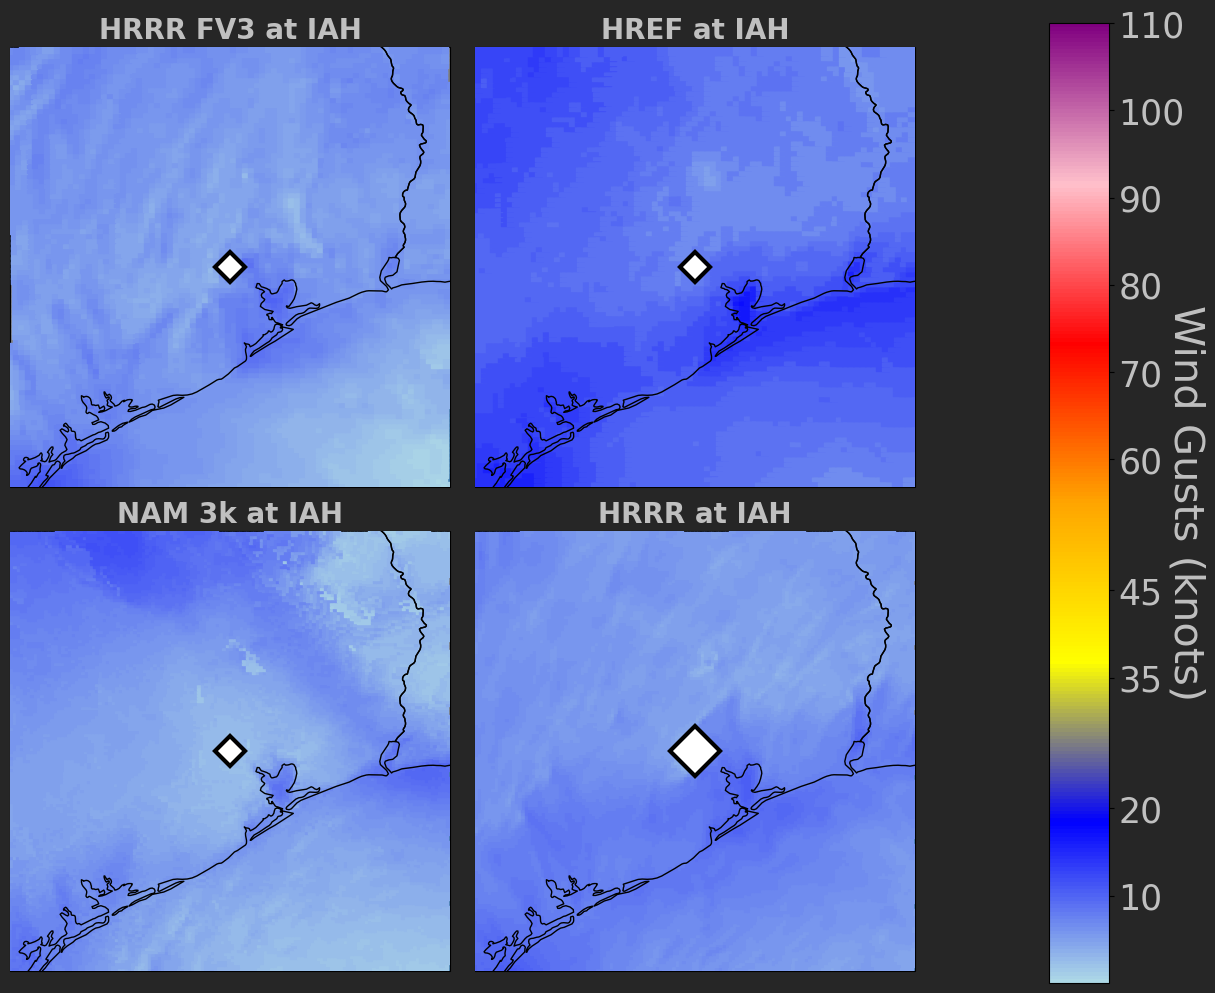 HRRR FV3 at IAH
HREF at IAH
NAM 3k at IAH
HRRR at IAH
110
100
90
80
70
60
45
35
20
10
Wind Gusts (knots)